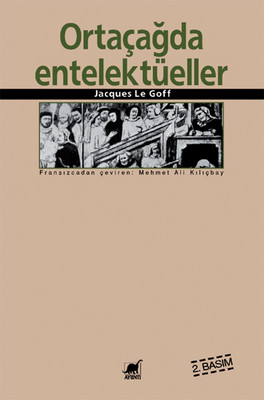 Ortaçağda
entelektüeller
Jacques Le Goff
Fransızcadan çeviren: Mehmet Ali Kılıçbay
2. BASIM
AYRINTI